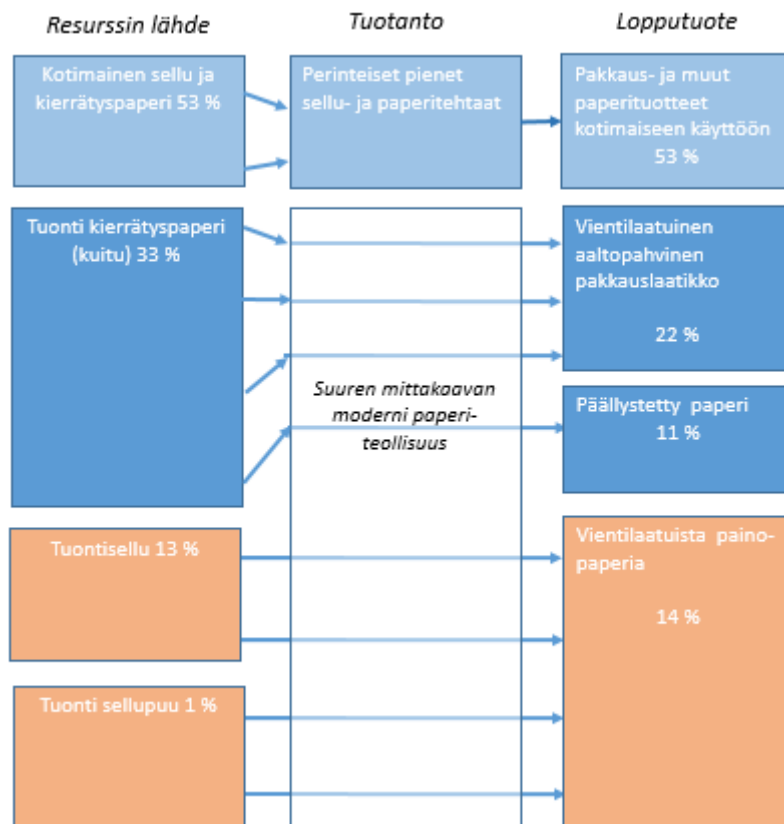 Resurssin lähde
Tuotanto
Lopputuote
Kotimainen sellu ja
kierrätyspaperi 53 %
Perinteiset pienet
sellu- ja paperitehtaat
Pakkaus- ja muut
paperituotteet
kotimaiseen käyttöön
53 %
Tuonti kierrätyspaperi
(kuitu) 33 %
Vientilaatuinen
aaltopahvinen
pakkauslaatikko
22 %
Suuren mittakaavan
moderni paperi-
teollisuus
Päällystetty paperi
11 %
Tuontisellu 13 %
Vientilaatuista paino-
paperia
14 %
Tuonti sellupuu 1 %